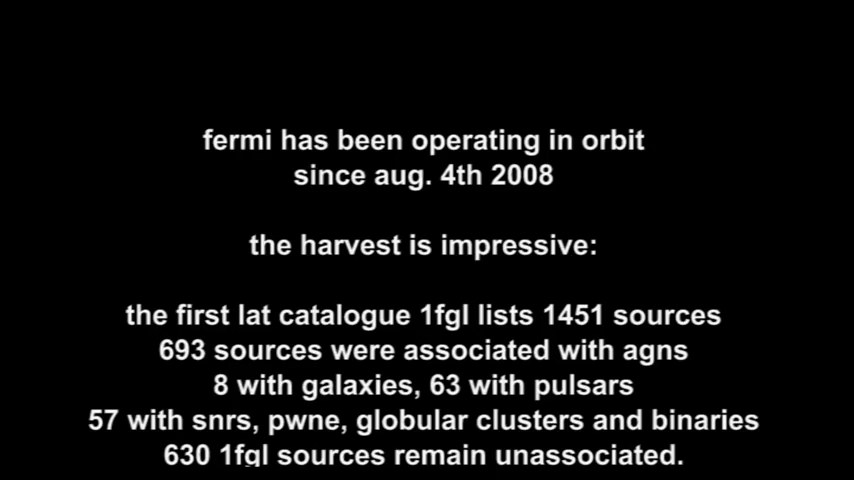 fermi has been operating in orbit
since aug. 4th 2008
the harvest is impressive:
the first lat catalogue 1fgl lists 1451 sources
693 sources were associated with agns
8 with galaxies, 63 with pulsars
57 with snrs, pwne, globular clusters and binaries
630 1fgl sources remain unassociated.